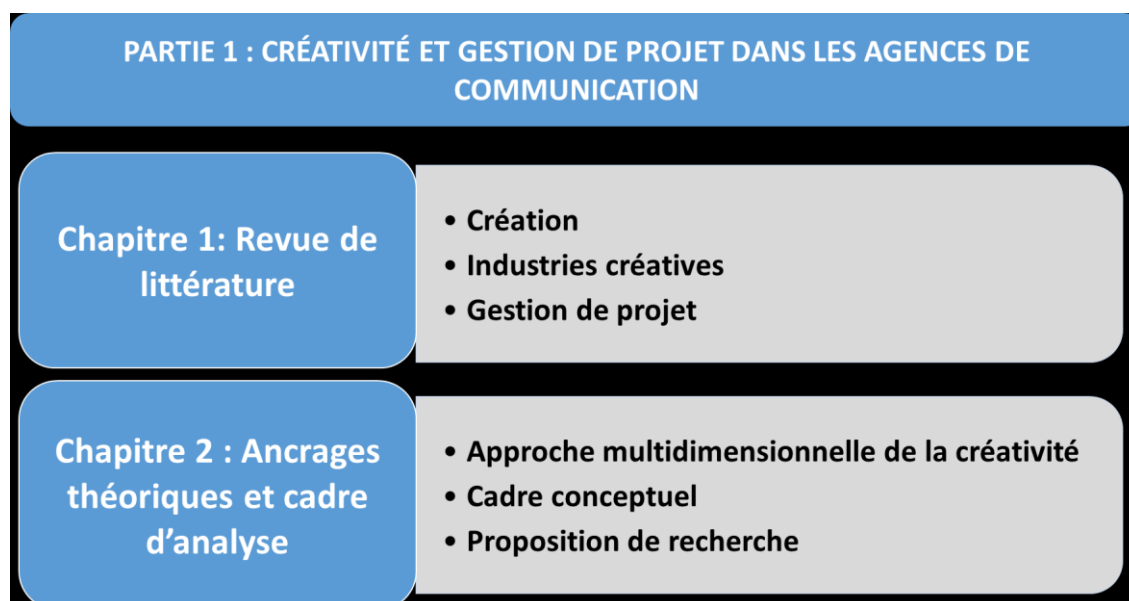 PARTIE 1 : CRÉATIVITÉ ET GESTION DE PROJET DANS LES AGENCES DE
COMMUNICATION
Chapitre 1: Revue de
littérature
• Création
• Industries créatives
• Gestion de projet
Chapitre 2 : Ancrages
théoriques et cadre
d’analyse
• Approche multidimensionnelle de la créativité
• Cadre conceptuel
• Proposition de recherche